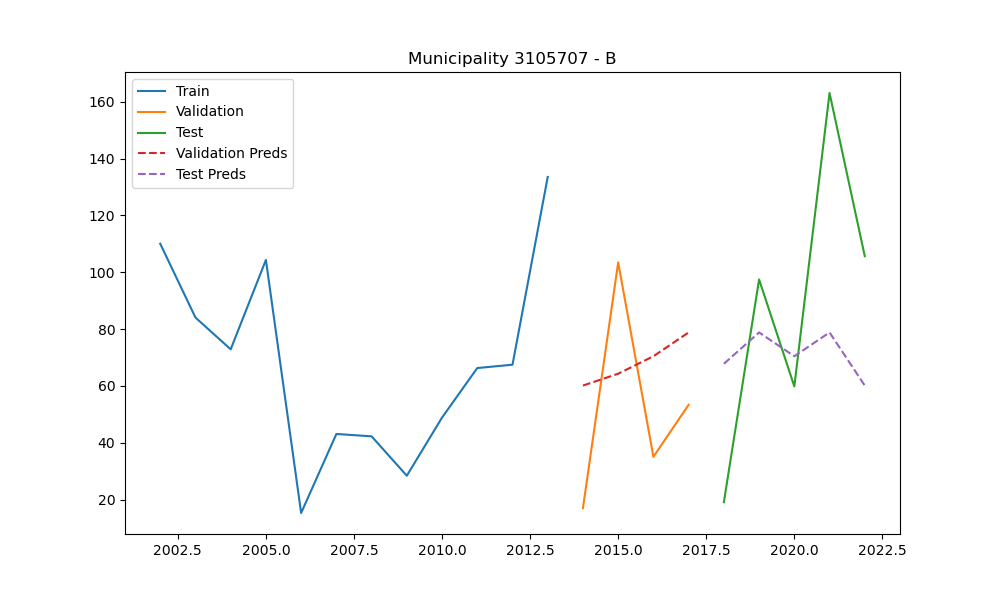 Municipality 3105707 - B
Train
Validation
Test
Validation Preds
Test Preds
160
140
120
100
80
60
40
20
2002.5 2005.0 2007.5 2010.0 2012.5 2015.0 2017.5 2020.0 2022.5